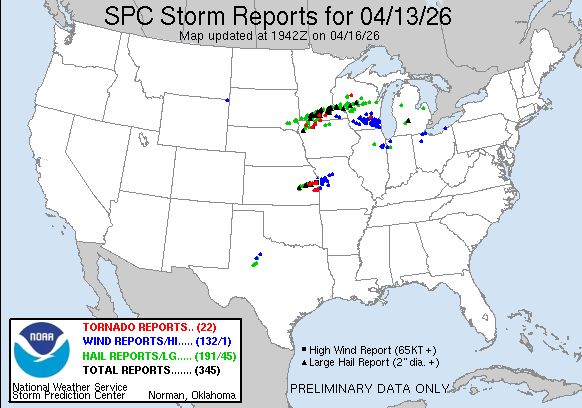 SPC Storm Reports for 04/13/26
Map updated at 1942Z on 04/16/26
TORNADO REPORTS.. (22)
WIND REPORTS/HI..... (132/1)
HAIL REPORTS/LG..... (191/45)
TOTAL REPORTS....... (345)
NOAA
National Weather Service
Storm Prediction Center Norman, Oklahoma
High Wind Report (65KT +)
Large Hail Report (2" dia. +)
PRELIMINARY DATA ONLY